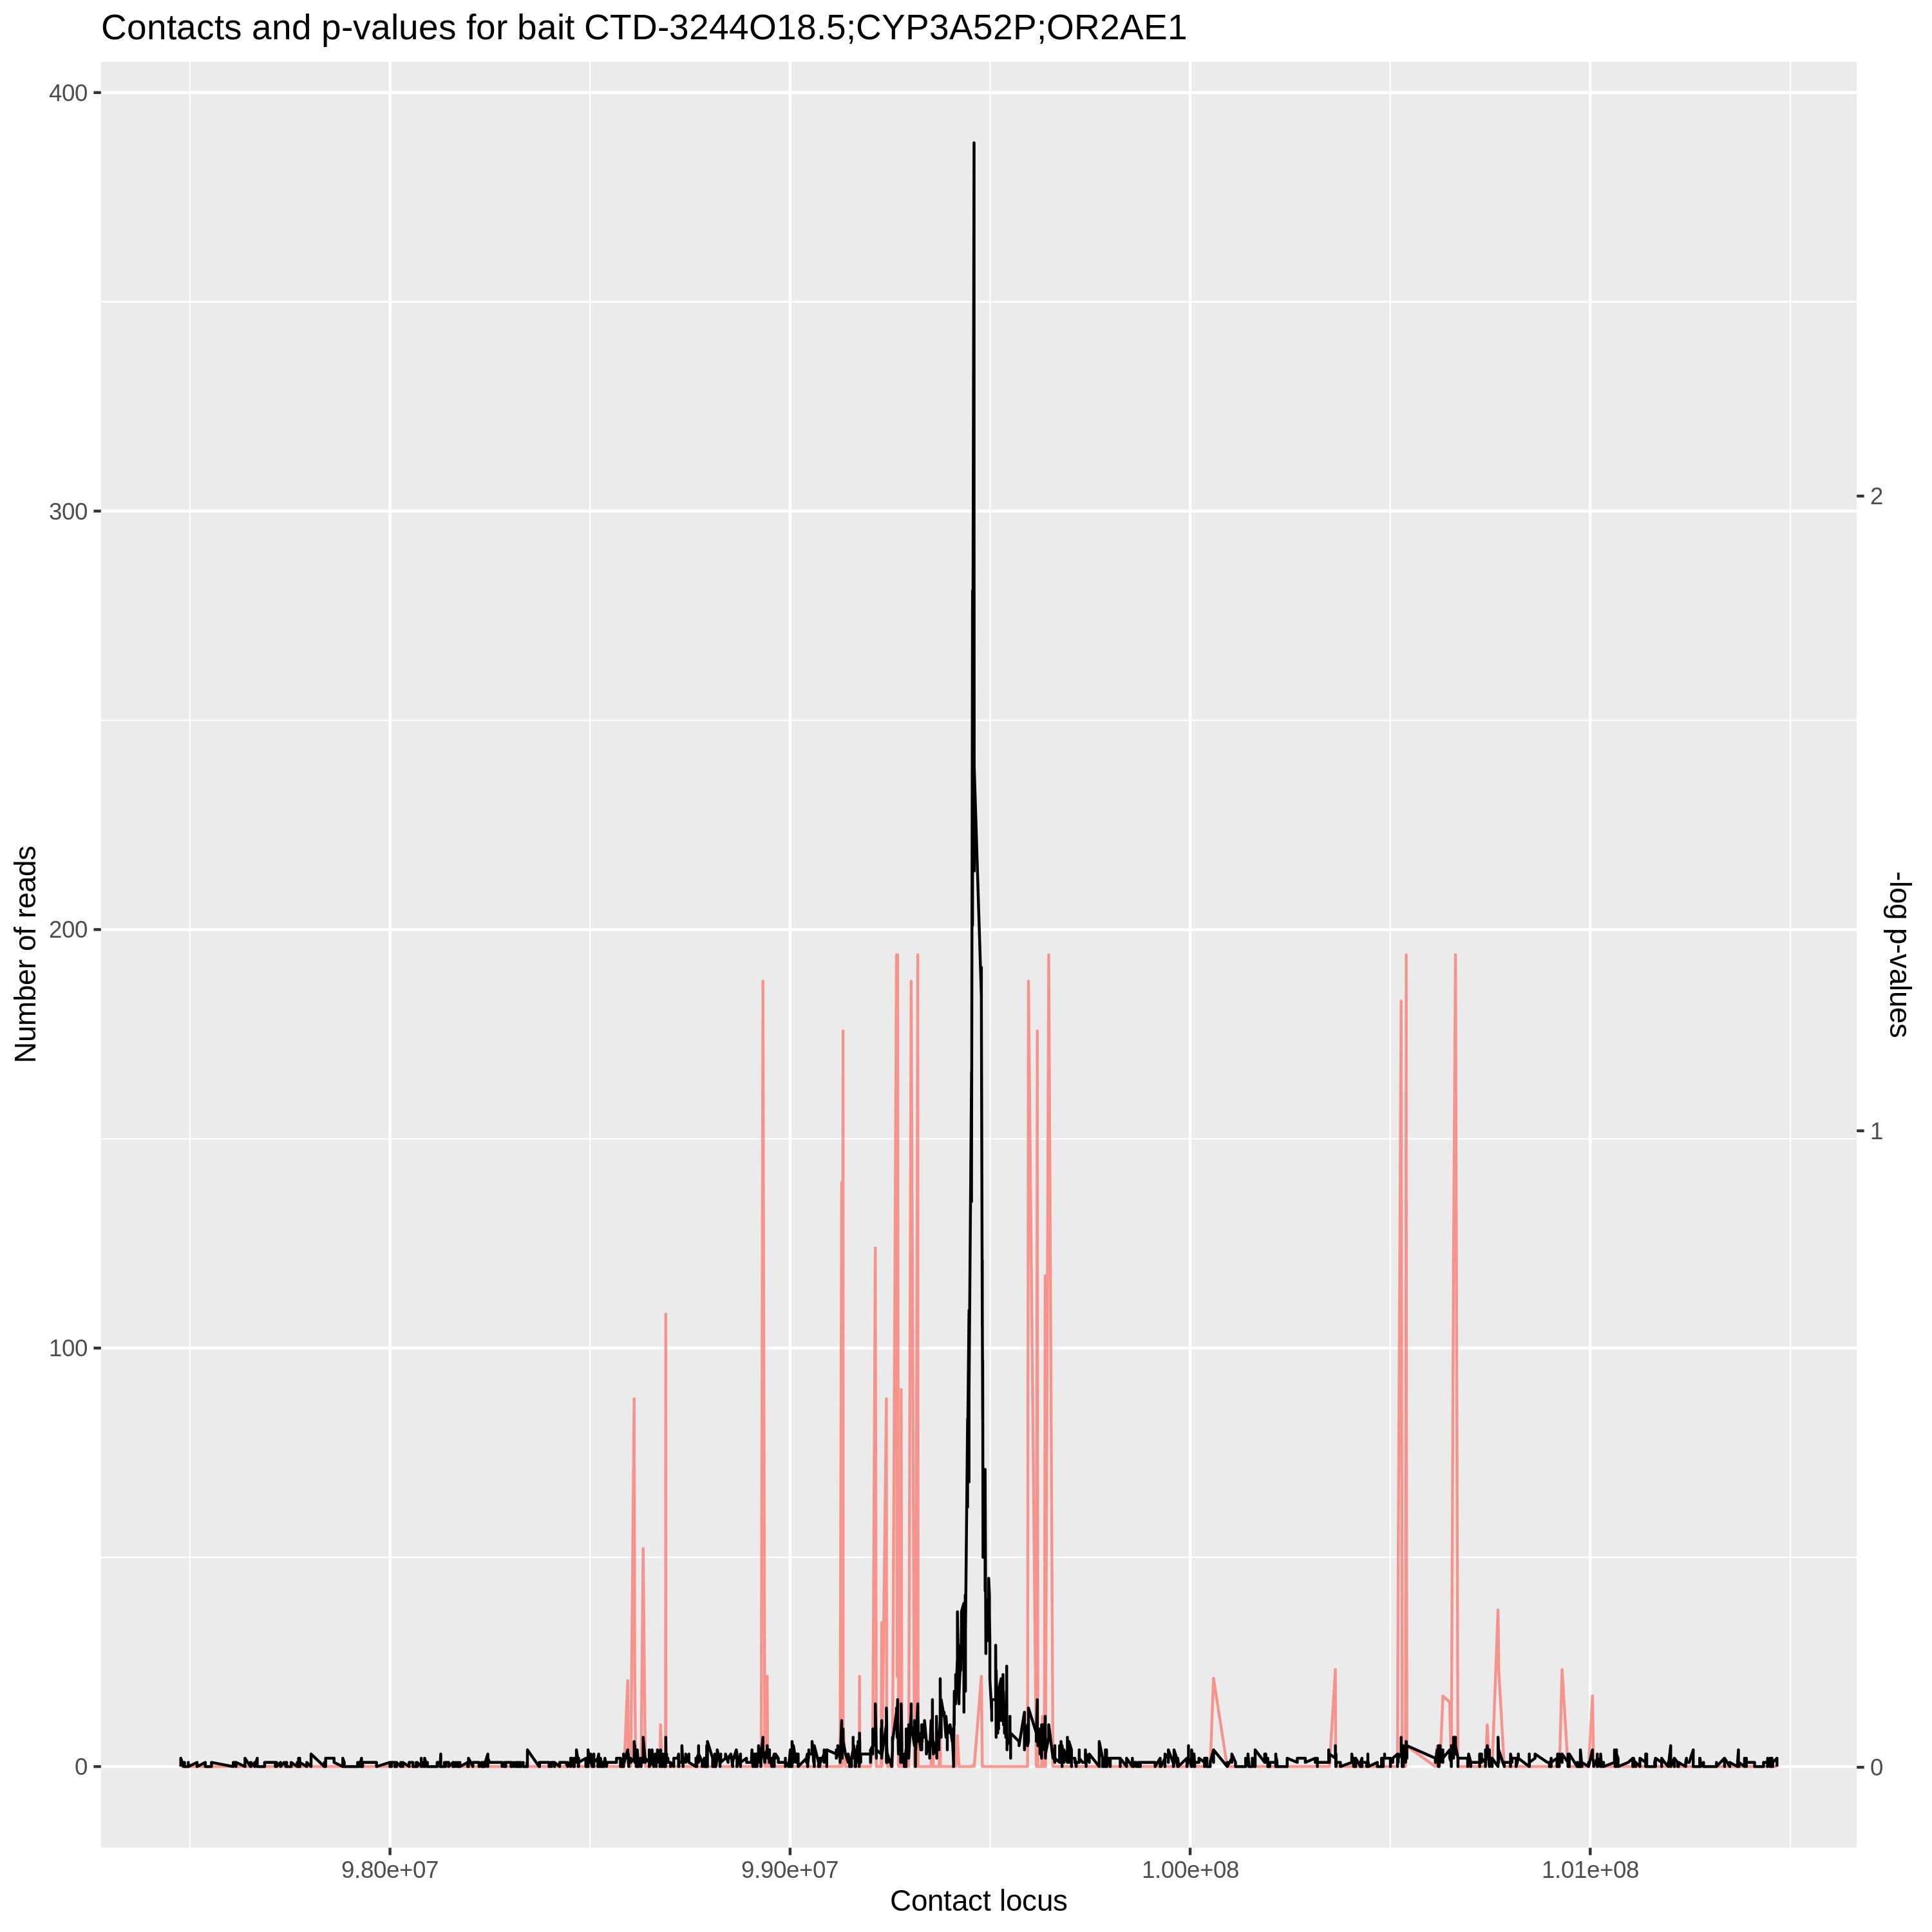 Contacts and p-values for bait CTD-3244O18.5;CYP3A52P;OR2AE1
400
300
200
100
0
Number of reads
2
1
0
-log p-values
9.80e+07
9.90e+07
1.00e+08
1.01e+08
Contact locus